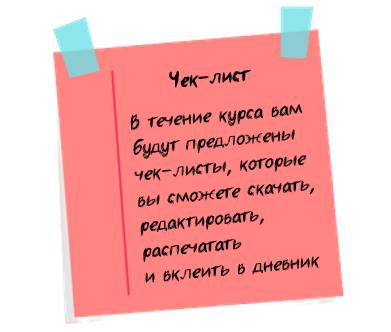 Чек-лист
В течение курса вам
будут предложены
чек-листы, которые
вы сможете скачать,
редактировать,
распечатать
и вклеить в дневник